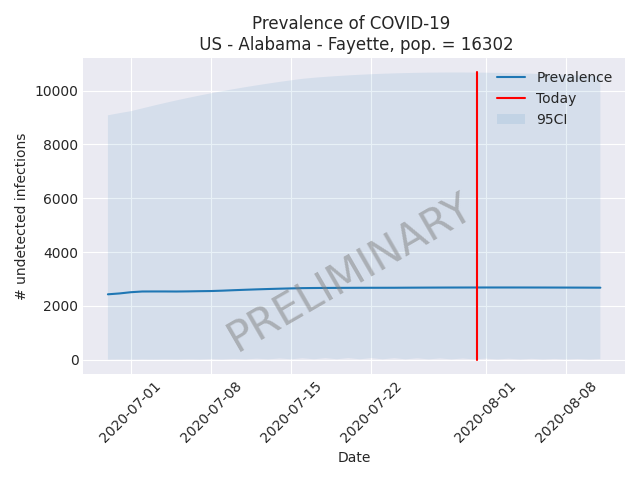 Prevalence of COVID-19
US - Alabama - Fayette, pop. = 16302
Prevalence
Today
95CI
10000
8000
6000
4000
2000
0
# undetected infections
PRELIMINARY
2020-07-01
2020-07-08
2020-07-15
2020-07-22
2020-08-01
2020-08-08
Date